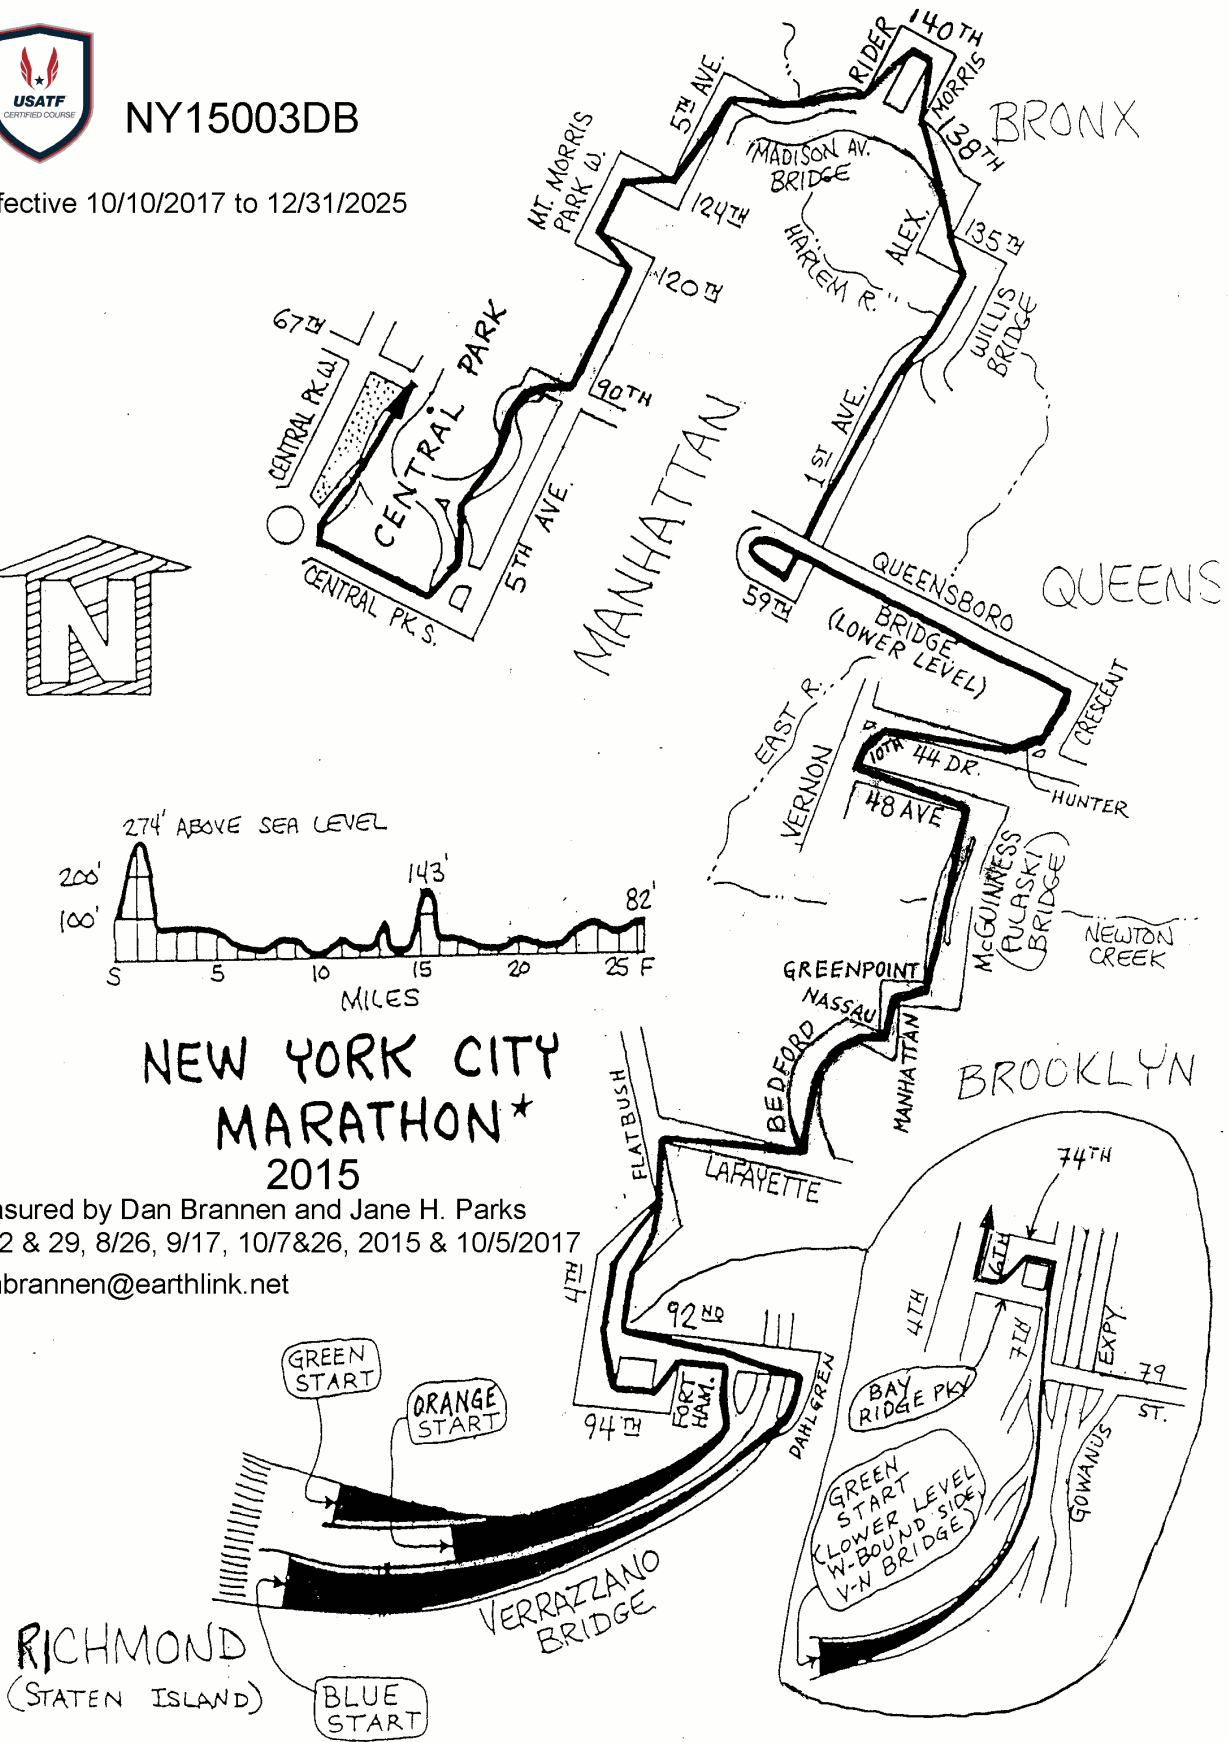 USATF
CERTIFIED COURSE
NY15003DB
fective 10/10/2017 to 12/31/2025
140TH
RIDER
MORRIS
138TH
BRONX
5TH AVE.
MADISON AV.
BRIDGE
MT. MORRIS
PARK W.
124TH
ALEX.
135TH
HARLEM R.
120TH
WILLIS
BRIDGE
67TH
CENTRAL PK.W.
CENTRAL PARK
90TH
MANHATTAN
1ST AVE.
5TH AVE.
CENTRAL PK. S.
N
59TH
QUEENSBORO
BRIDGE
(LOWER LEVEL)
QUEENS
CRESCENT
EAST R.
VERNON
10TH
44 DR.
HUNTER
48 AVE
McGUINNESS
(PULASKI
BRIDGE)
NEWTON
CREEK
274' ABOVE SEA LEVEL
200'
100'
143'
82'
S 5 10 15 20 25 F
MILES
GREENPOINT
NASSAU
MANHATTAN
BEDFORD
BROOKLYN
NEW YORK CITY
MARATHON*
2015
asured by Dan Brannen and Jane H. Parks
2 & 29, 8/26, 9/17, 10/7&26, 2015 & 10/5/2017
nbrannen@earthlink.net
FLATBUSH
LAFAYETTE
4TH
92ND
FORT
HAM.
94TH
DAHLGREN
74TH
6TH
4TH
7TH
EXPY.
79
ST.
BAY
RIDGE PKY
GOWANUS
GREEN
START
(LOWER LEVEL
W-BOUND SIDE,
V-N BRIDGE)
GREEN
START
ORANGE
START
VERRAZZANO
BRIDGE
RICHMOND
(STATEN ISLAND)
BLUE
START